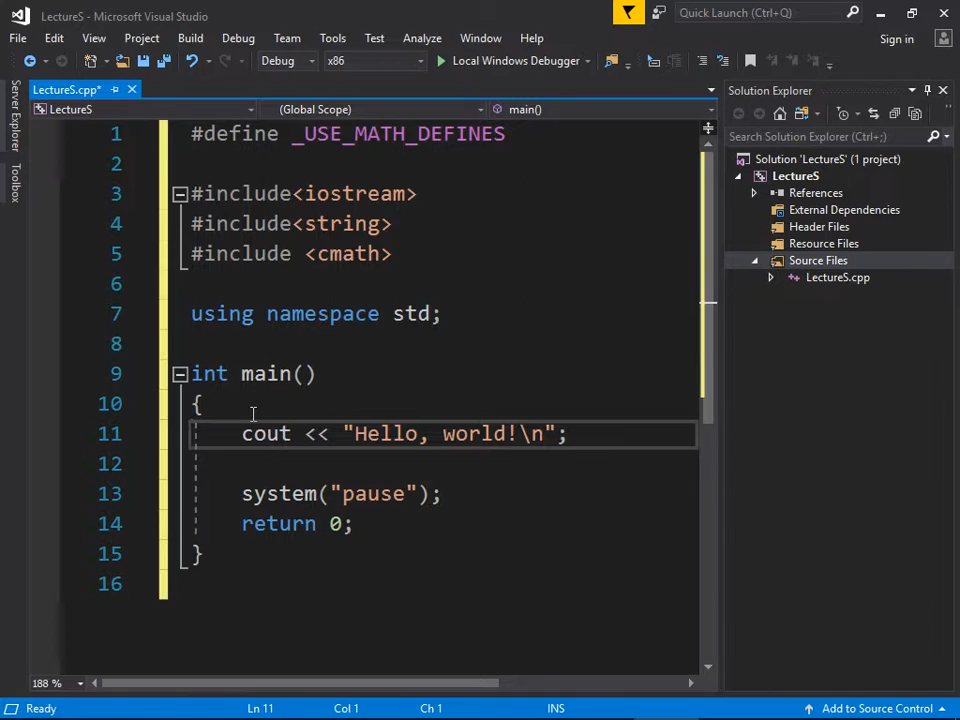 LectureS - Microsoft Visual Studio
Quick Launch (Ctrl+Q)
File Edit View Project Build Debug Team Tools Test Analyze Window Help
Sign in
Debug x86 Local Windows Debugger
Server Explorer
Toolbox
LectureS.cpp*
LectureS (Global Scope) main()
1 #define _USE_MATH_DEFINES
2
3 #include<iostream>
4 #include<string>
5 #include <cmath>
6
7 using namespace std;
8
9 int main()
10 {
11 cout << "Hello, world!\n";
12
13 system("pause");
14 return 0;
15 }
16
188 %
Solution Explorer
Search Solution Explorer (Ctrl+;)
Solution 'LectureS' (1 project)
LectureS
References
External Dependencies
Header Files
Resource Files
Source Files
LectureS.cpp
Ready Ln 11 Col 1 Ch 1 INS Add to Source Control